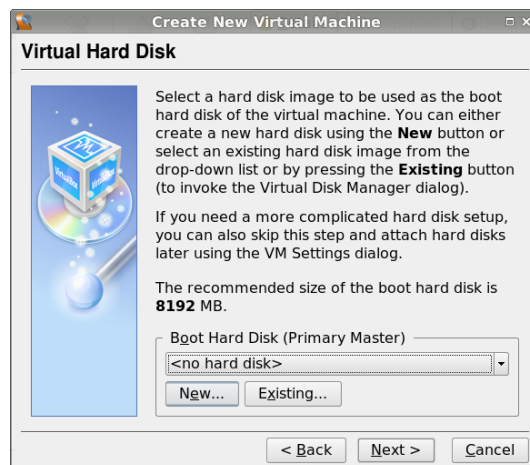 Create New Virtual Machine
Virtual Hard Disk
Select a hard disk image to be used as the boot
hard disk of the virtual machine. You can either
create a new hard disk using the New button or
select an existing hard disk image from the
drop-down list or by pressing the Existing button
(to invoke the Virtual Disk Manager dialog).
If you need a more complicated hard disk setup,
you can also skip this step and attach hard disks
later using the VM Settings dialog.
The recommended size of the boot hard disk is
8192 MB.
Boot Hard Disk (Primary Master)
<no hard disk>
New... Existing...
< Back Next > Cancel
VirtualBox